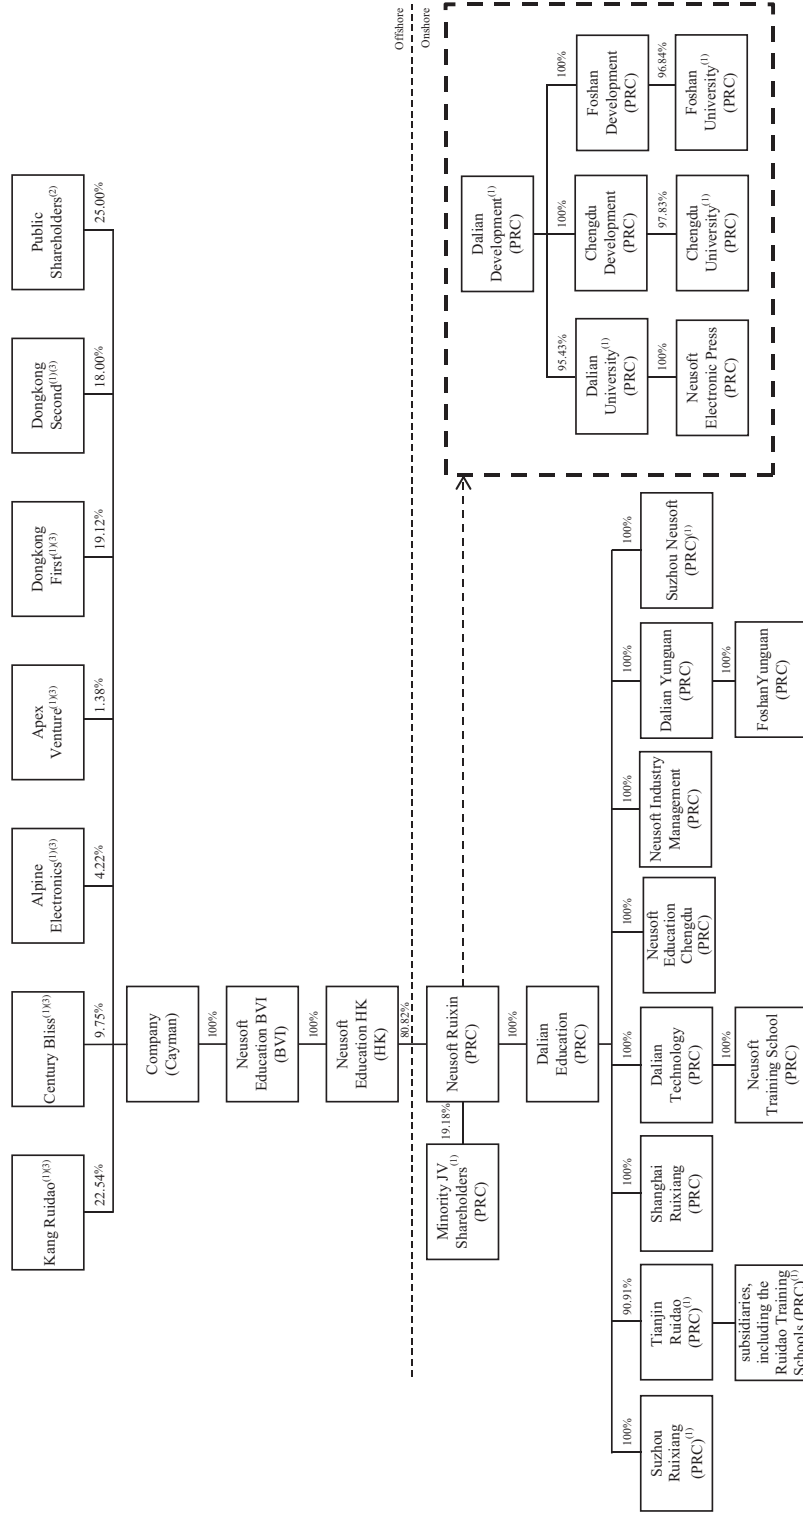 Kang Ruidao(1)(3)
Century Bliss(1)(3)
Alpine
Electronics(1)(3)
Apex
Venture(1)(3)
Dongkong
First(1)(3)
Dongkong
Second(1)(3)
Public
Shareholders(2)
22.54%
9.75%
4.22%
1.38%
19.12%
18.00%
25.00%
Company
(Cayman)
100%
Neusoft
Education BVI
(BVI)
100%
Neusoft
Education HK
(HK)
80.82%
Offshore
Onshore
Minority JV
Shareholders(1)
(PRC)
19.18%
Neusoft Ruixin
(PRC)
100%
Dalian
Education
(PRC)
100%
90.91%
100%
100%
100%
100%
100%
100%
Suzhou
Ruixiang
(PRC)(1)
Tianjin
Ruidao
(PRC)(1)
Shanghai
Ruixiang
(PRC)
Dalian
Technology
(PRC)
Neusoft
Education
Chengdu
(PRC)
Neusoft Industry
Management
(PRC)
Dalian Yunguan
(PRC)
Suzhou Neusoft
(PRC)(1)
subsidiaries,
including the
Ruidao Training
Schools (PRC)(1)
100%
Neusoft
Training School
(PRC)
100%
FoshanYunguan
(PRC)
Dalian
Development(1)
(PRC)
95.43%
100%
100%
Dalian
University(1)
(PRC)
Chengdu
Development
(PRC)
Foshan
Development
(PRC)
100%
97.83%
96.84%
Neusoft
Electronic Press
(PRC)
Chengdu
University(1)
(PRC)
Foshan
University(1)
(PRC)